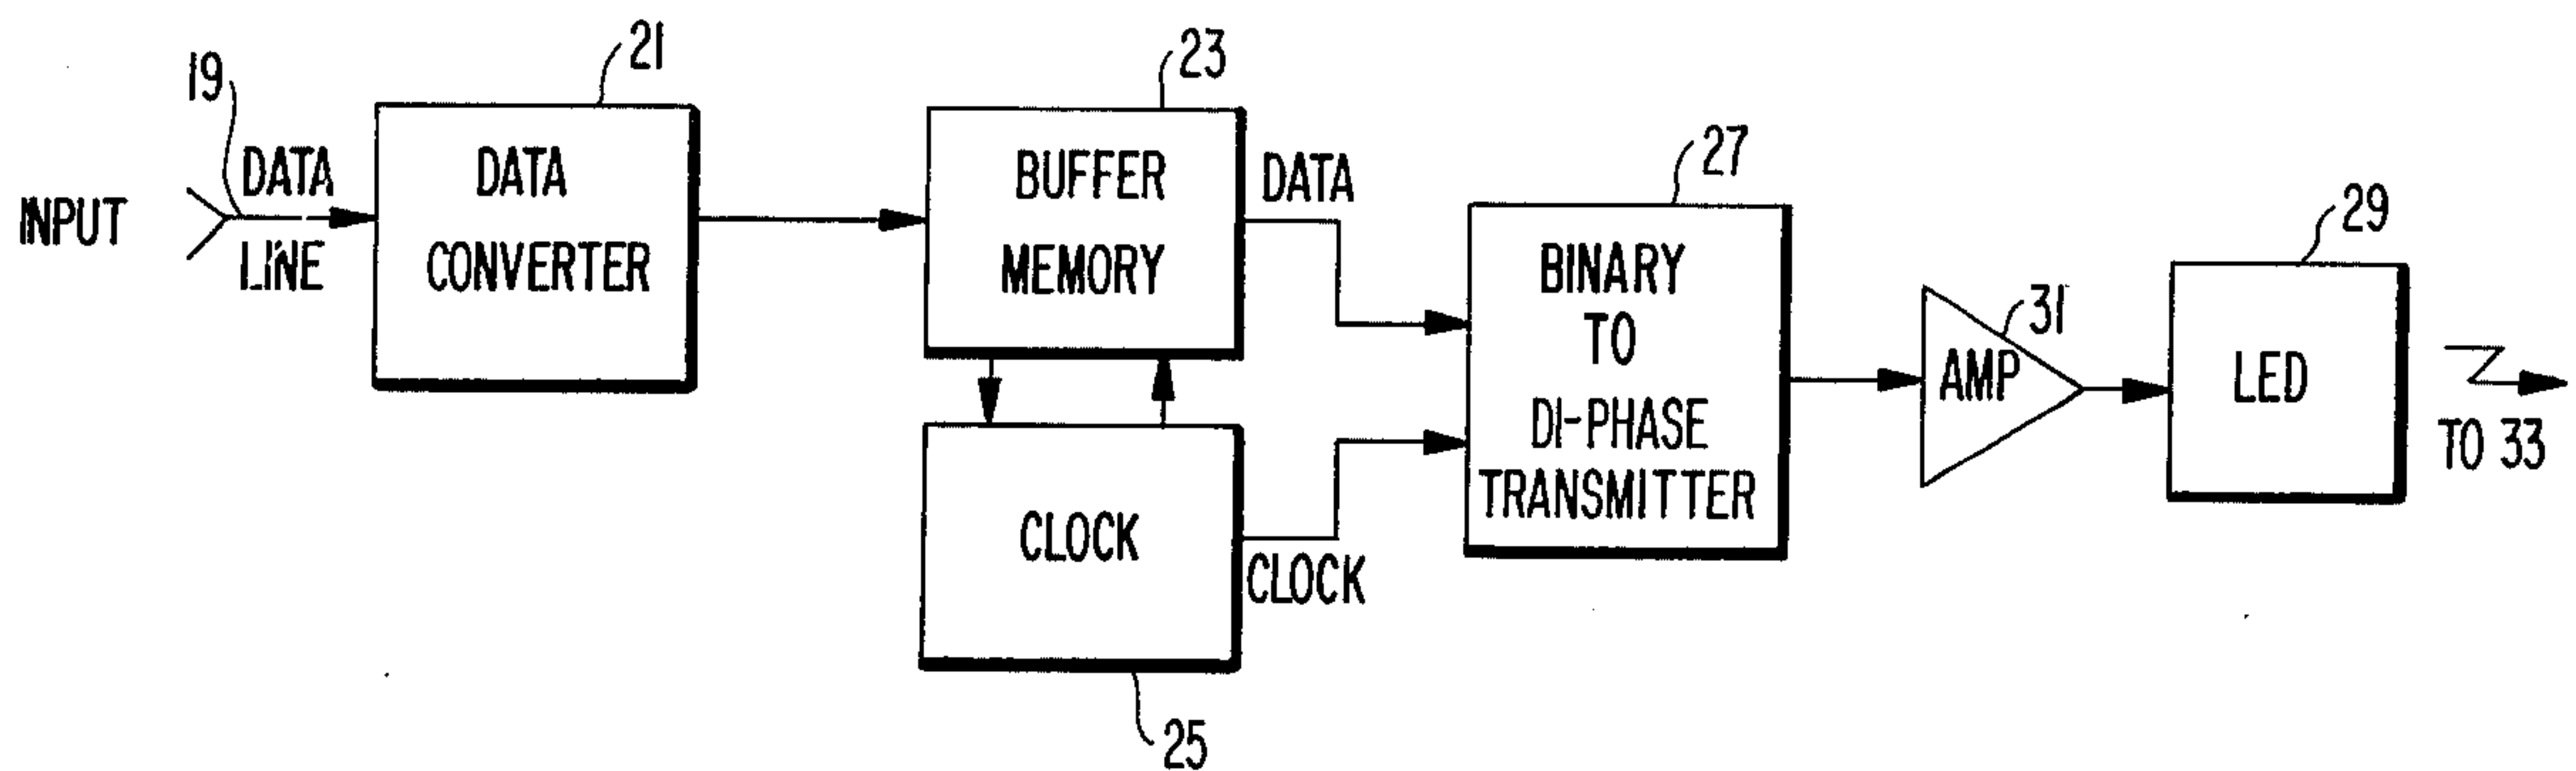 INPUT
19
DATA
LINE
21
DATA
CONVERTER
23
BUFFER
MEMORY
DATA
CLOCK
25
CLOCK
27
BINARY
TO
DI-PHASE
TRANSMITTER
31
AMP
29
LED
TO 33